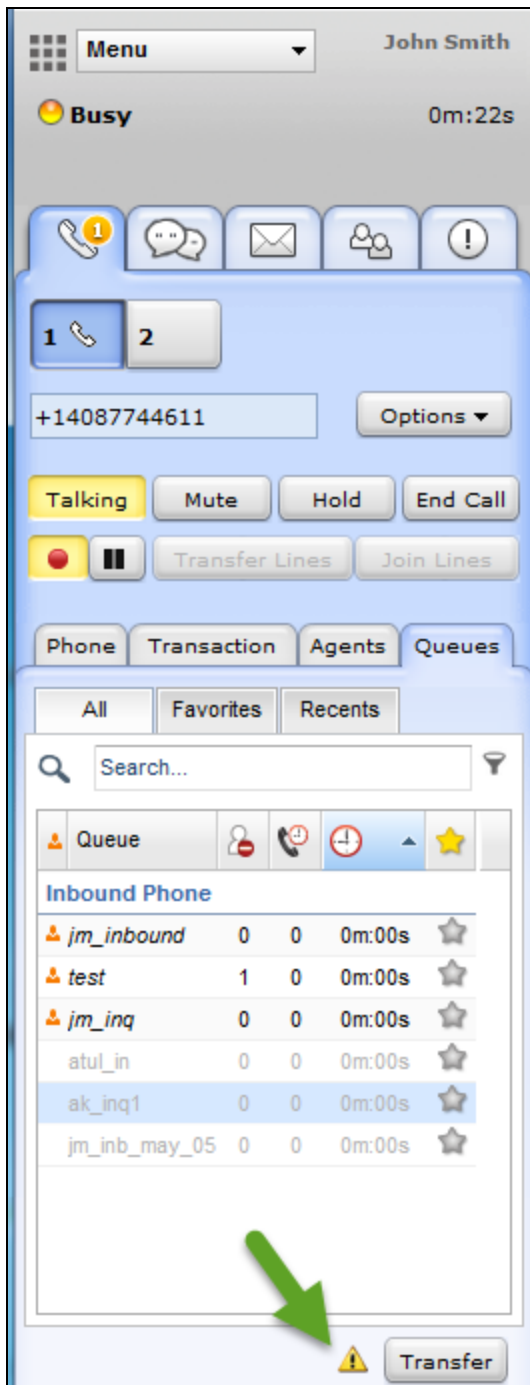 Menu John Smith
Busy 0m:22s
1
1 2
+14087744611 Options
Talking Mute Hold End Call
Transfer Lines Join Lines
Phone Transaction Agents Queues
All Favorites Recents
Search...
Queue
Inbound Phone
jm_inbound 0 0 0m:00s
test 1 0 0m:00s
jm_inq 0 0 0m:00s
atul_in 0 0 0m:00s
ak_inq1 0 0 0m:00s
jm_inb_may_05 0 0 0m:00s
Transfer